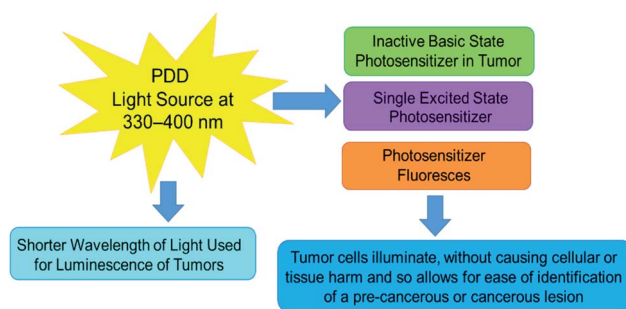 PDD
Light Source at
330–400 nm
Inactive Basic State
Photosensitizer in Tumor
Single Excited State
Photosensitizer
Photosensitizer
Fluoresces
Shorter Wavelength of Light Used
for Luminescence of Tumors
Tumor cells illuminate, without causing cellular or
tissue harm and so allows for ease of identification
of a pre-cancerous or cancerous lesion